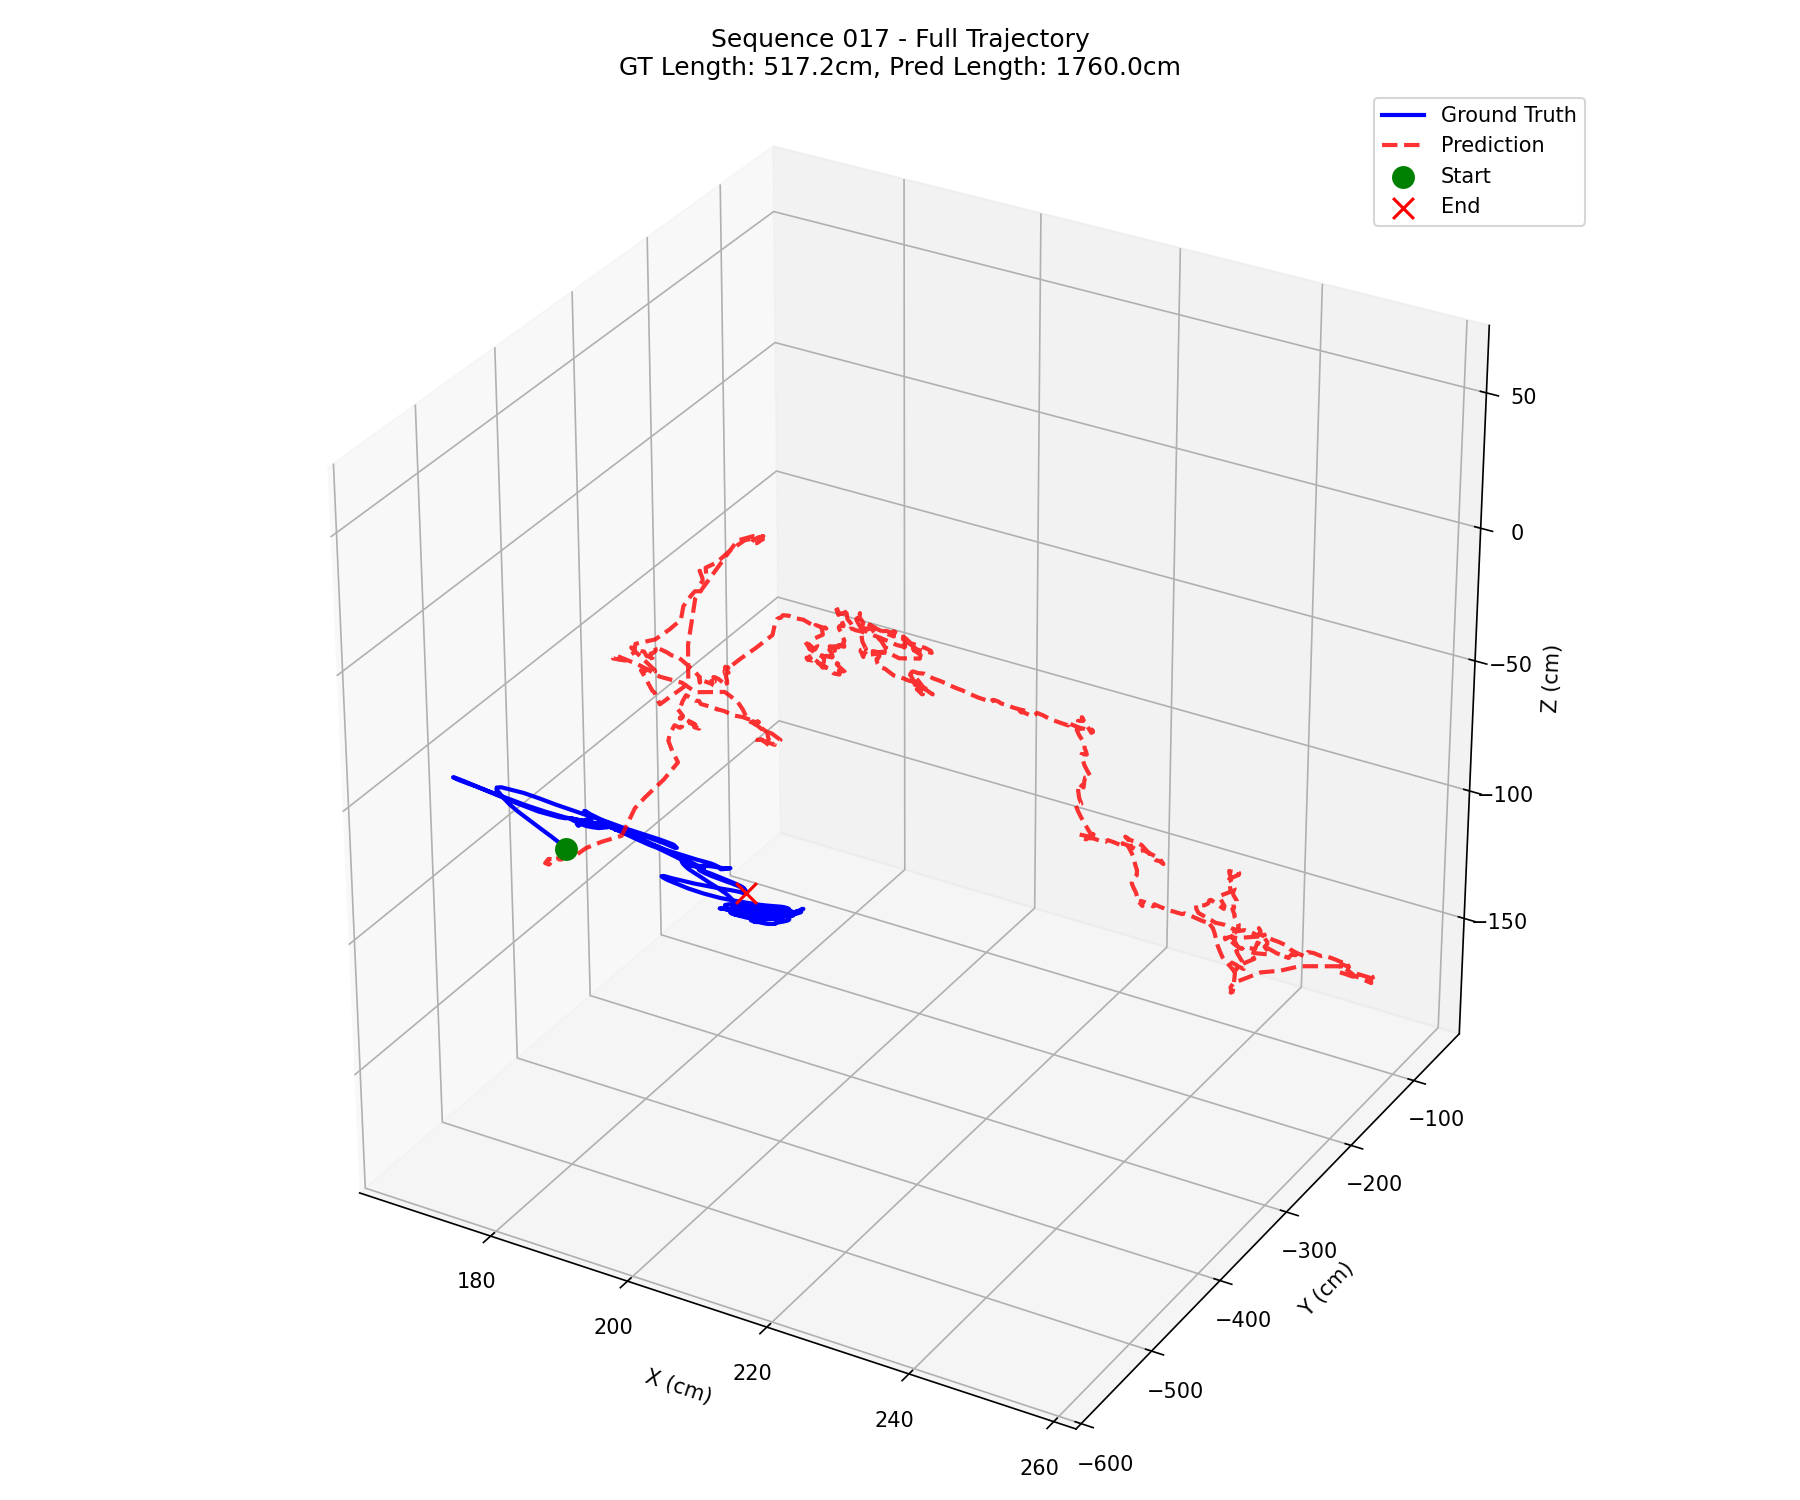 Sequence 017 - Full Trajectory
GT Length: 517.2cm, Pred Length: 1760.0cm
Ground Truth
Prediction
Start
End
50
0
−50
−100
−150
Z (cm)
−100
−200
−300
−400
−500
−600
Y (cm)
180
200
220
240
260
X (cm)